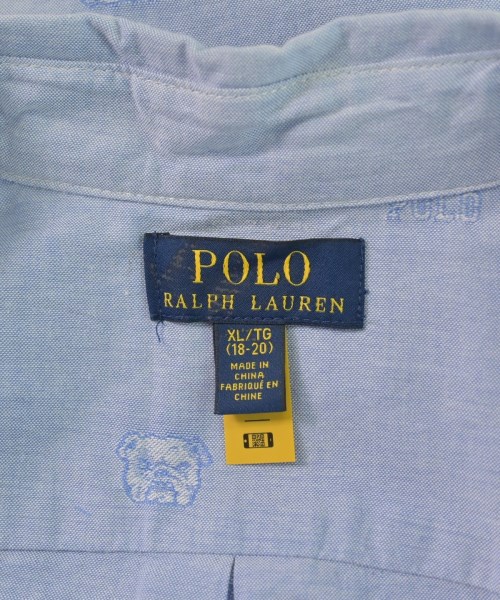 POLO
POLO
RALPH LAUREN
XL/TG
(18-20)
MADE IN
CHINA
FABRIQUÉ EN
CHINE